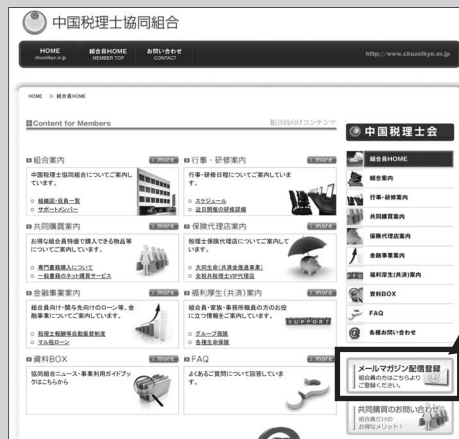 中国税理士協同組合
HOME
chuzeikyo.or.jp
組合員HOME
MEMBER TOP
お問い合わせ
CONTACT
http://www.chuzeikyo.or.jp
HOME ≫ 組合員HOME
Content for Members
組合員向けコンテンツ
組合案内
more
中国税理士協同組合についてご案内しています。
組織図・役員一覧
サポートメンバー
行事・研修案内
more
行事・研修日程についてご案内しています。
スケジュール
近日開催の研修詳細
共同購買案内
more
お得な組合員特価で購入できる物品等についてご案内しています。
専門書籍購入について
一般書籍のネット購買サービス
保険代理店案内
more
税理士保険代理店についてご案内しています。
大同生命(共済会推進事業)
全税共税理士VIP代理店
金融事業案内
more
組合員向け・関与先向けのローン等、金融事業についてご案内しています。
税理士報酬等自動振替制度
マル税ローン
福利厚生(共済)案内
more
組合員・家族・事務所職員の方のお役に立つ情報をご案内しています。
グループ保険
各種生命保険
SUPPORT
資料BOX
more
協同組合ニュース・事業利用ガイドブックはこちらから
FAQ
more
よくあるご質問について回答しています。
中国税理士会
組合員HOME
組合案内
行事・研修案内
共同購買案内
保険代理店案内
金融事業案内
福利厚生(共済)案内
資料BOX
FAQ
各種お問い合わせ
メールマガジン配信登録
組合員の方はこちらより
ご登録ください。
共同購買のお問い合わせ
組合員だけの
お得なメリット!